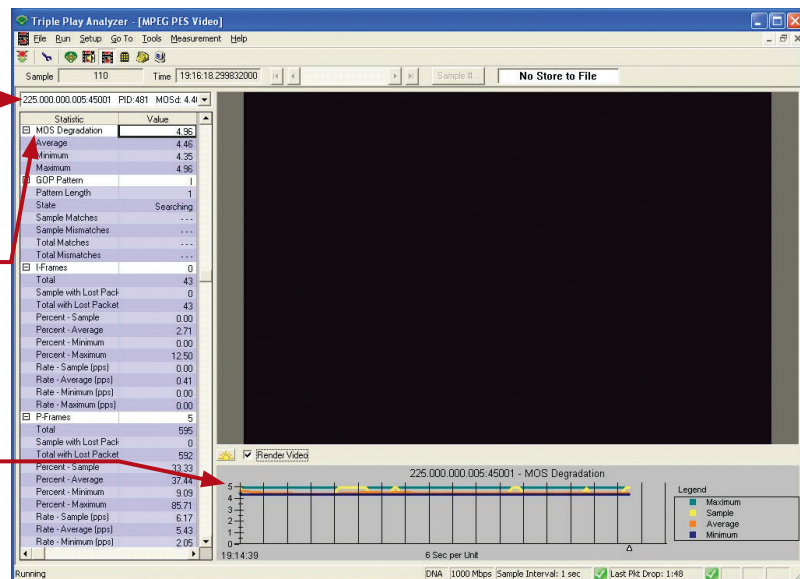 Triple Play Analyzer - [MPEG PES Video]
File Run Setup Go To Tools Measurement Help
Sample 110 Time 19:16:18.299832000 Sample #... No Store to File
225.000.000.005:45001 PID:481 MOSd: 4.4
Statistic Value
MOS Degradation 4.96
Average 4.46
Minimum 4.35
Maximum 4.96
GOP Pattern I
Pattern Length 1
State Searching
Sample Matches ...
Sample Mismatches ...
Total Matches ...
Total Mismatches ...
I-Frames 0
Total 43
Sample with Lost Pack 0
Total with Lost Packet 43
Percent - Sample 0.00
Percent - Average 2.71
Percent - Minimum 0.00
Percent - Maximum 12.50
Rate - Sample (pps) 0.00
Rate - Average (pps) 0.41
Rate - Minimum (pps) 0.00
Rate - Maximum (pps) 0.00
P-Frames 5
Total 595
Sample with Lost Pack 0
Total with Lost Packet 592
Percent - Sample 33.33
Percent - Average 37.44
Percent - Minimum 9.09
Percent - Maximum 85.71
Rate - Sample (pps) 6.17
Rate - Average (pps) 5.43
Rate - Minimum (pps) 2.05
Render Video
225.000.000.005:45001 - MOS Degradation
5
4
3
2
1
0
19:14:39 6 Sec per Unit
Legend
Maximum
Sample
Average
Minimum
Running DNA 1000 Mbps Sample Interval: 1 sec Last Pkt Drop: 1:48